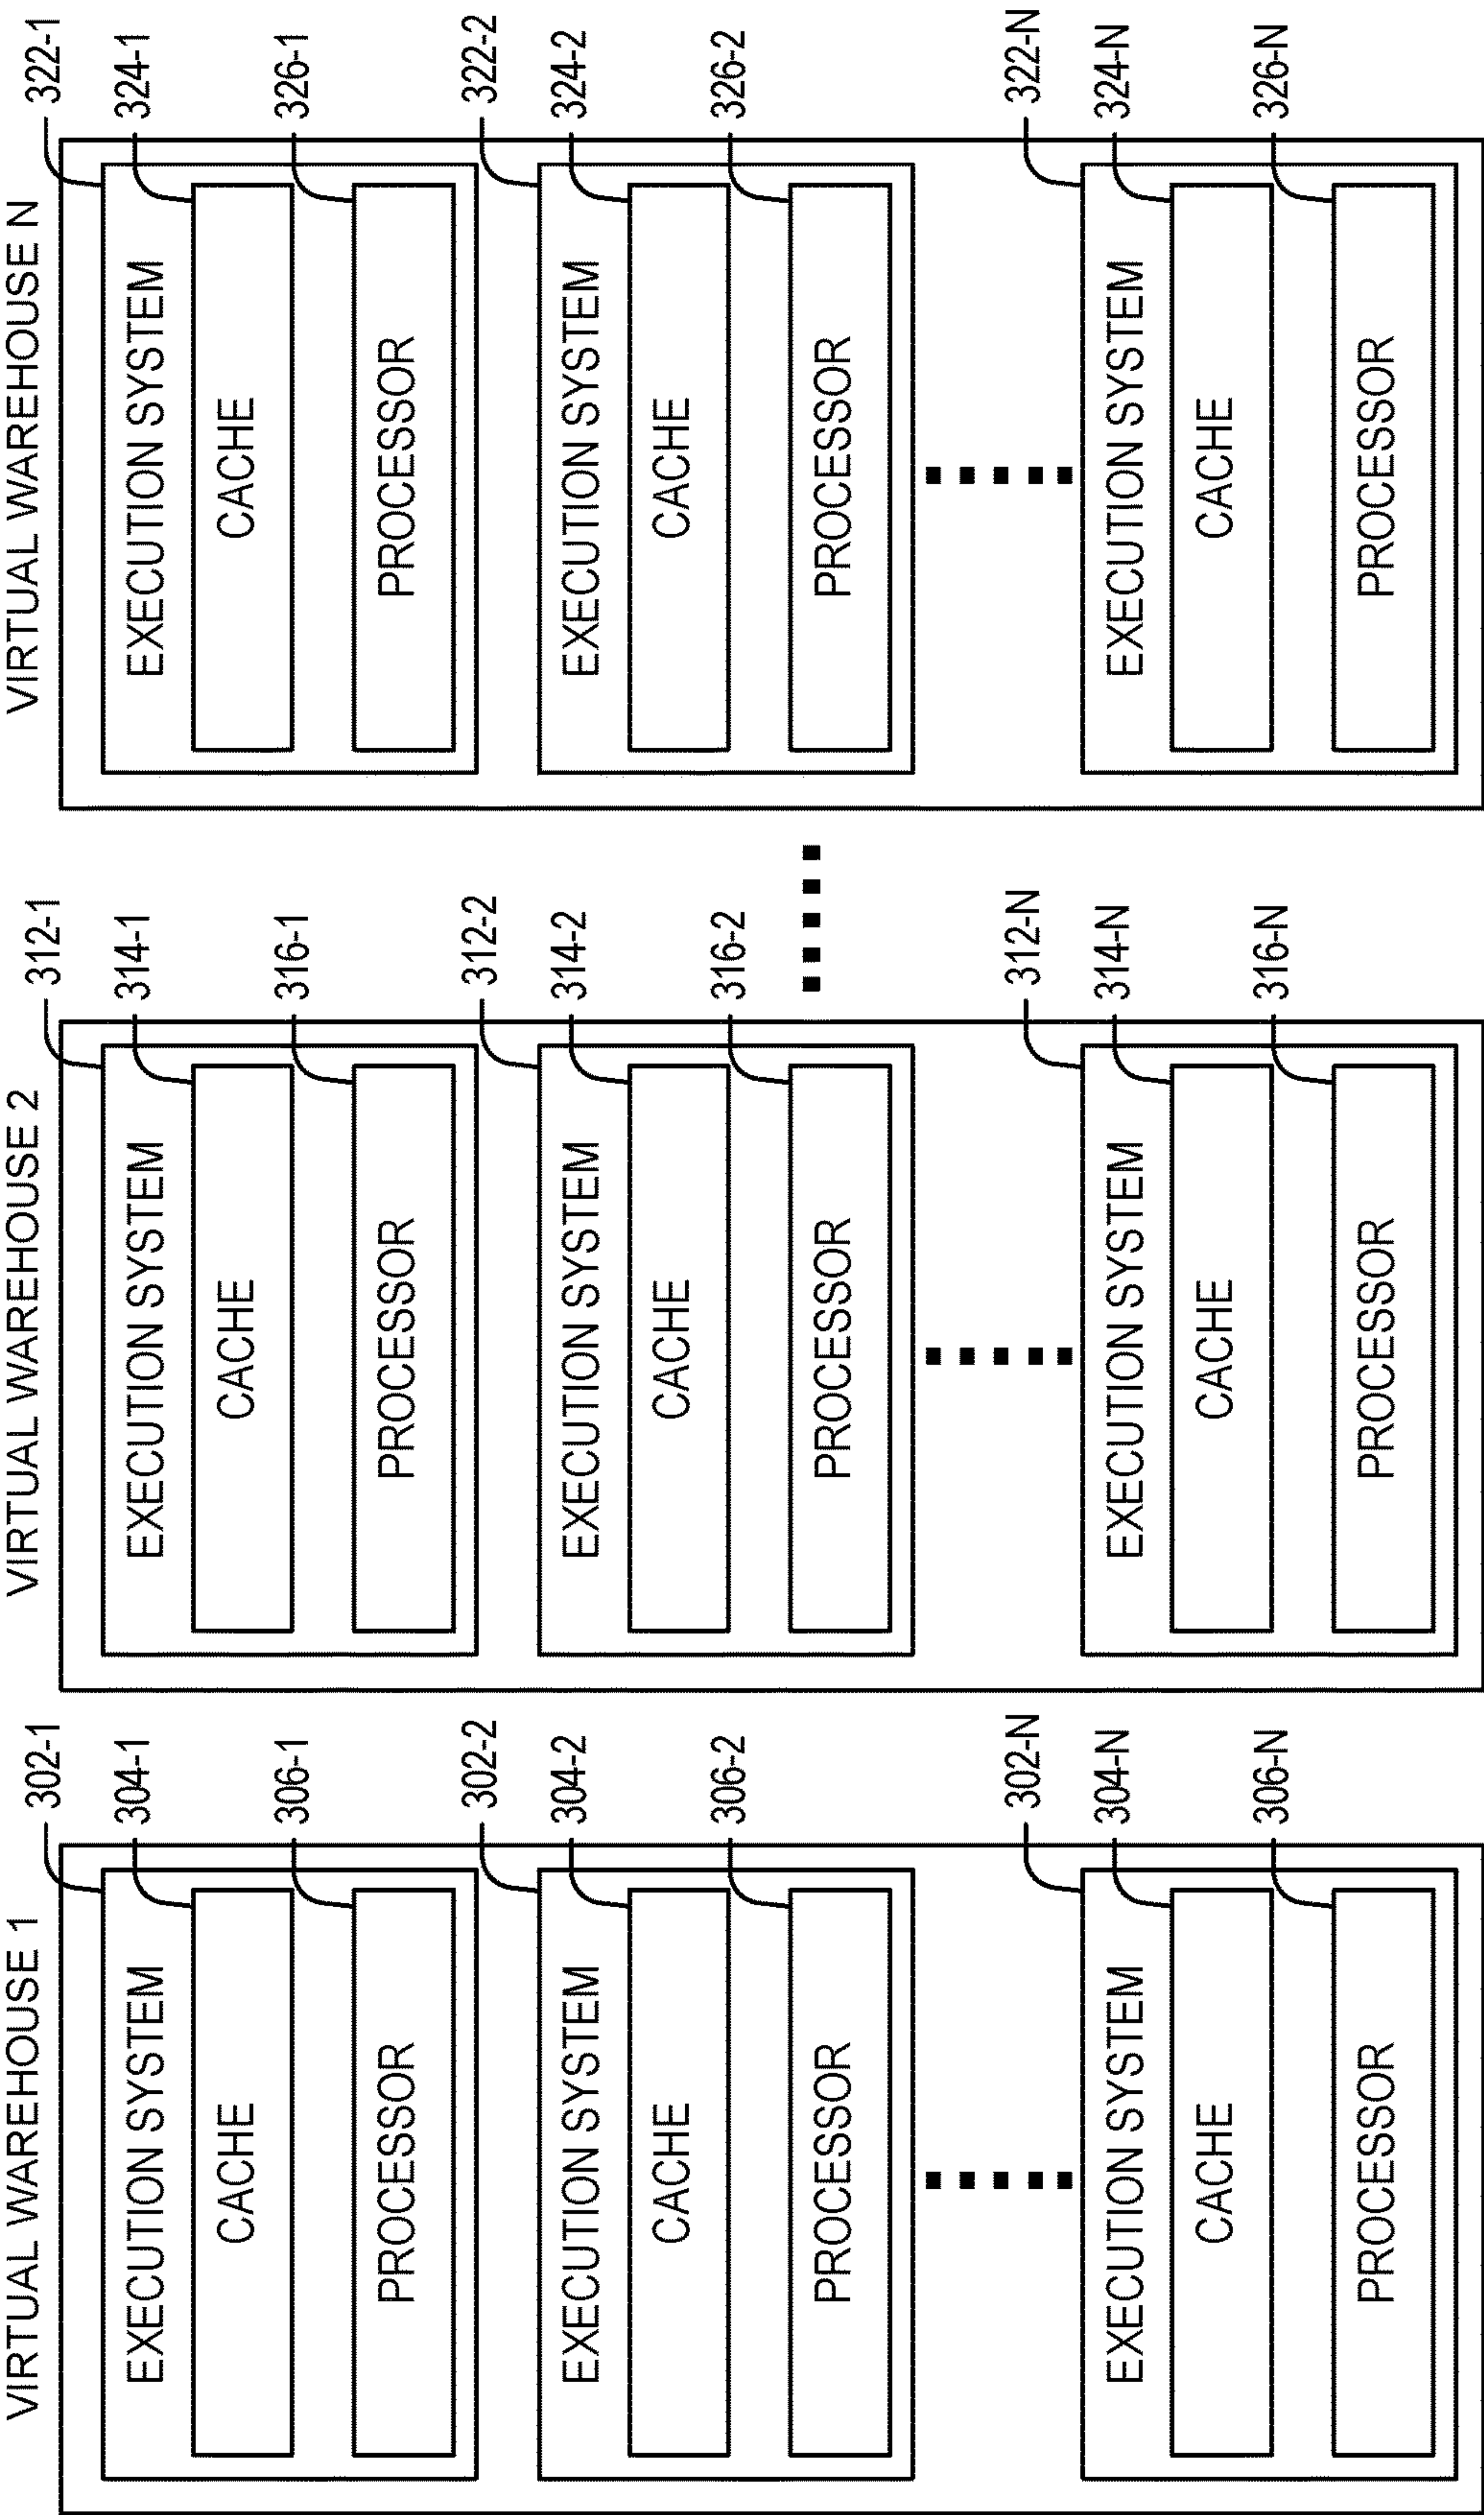 VIRTUAL WAREHOUSE 1
302-1
EXECUTION SYSTEM
304-1
CACHE
306-1
PROCESSOR
302-2
EXECUTION SYSTEM
304-2
CACHE
306-2
PROCESSOR
302-N
EXECUTION SYSTEM
304-N
CACHE
306-N
PROCESSOR
VIRTUAL WAREHOUSE 2
312-1
EXECUTION SYSTEM
314-1
CACHE
316-1
PROCESSOR
312-2
EXECUTION SYSTEM
314-2
CACHE
316-2
PROCESSOR
312-N
EXECUTION SYSTEM
314-N
CACHE
316-N
PROCESSOR
VIRTUAL WAREHOUSE N
322-1
EXECUTION SYSTEM
324-1
CACHE
326-1
PROCESSOR
322-2
EXECUTION SYSTEM
324-2
CACHE
326-2
PROCESSOR
322-N
EXECUTION SYSTEM
324-N
CACHE
326-N
PROCESSOR